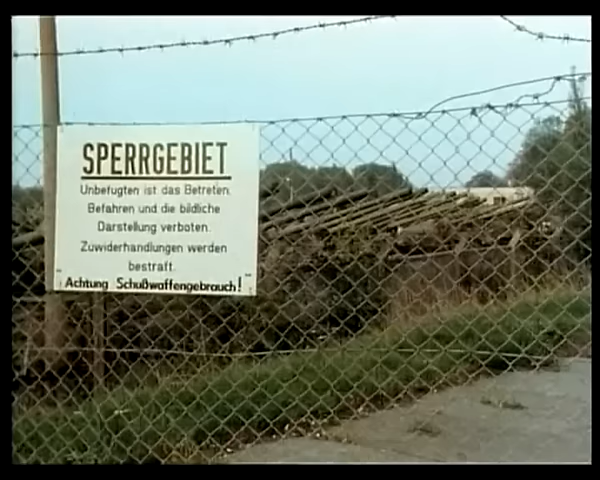 SPERRGEBIET
Unbefugten ist das Betreten,
Befahren und die bildliche
Darstellung verboten.
Zuwiderhandlungen werden
bestraft.
Achtung Schußwaffengebrauch!